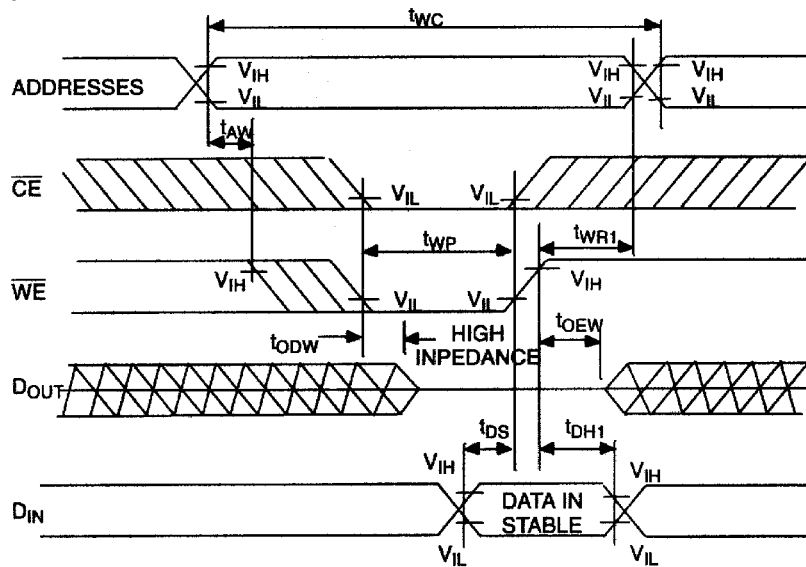 tWC
ADDRESSES VIH VIH VIH
VIL VIL VIL
tAW
CE VIL VIL
tWP tWR1
WE VIH VIH
VIL VIL
tODW HIGH tOEW
INPEDANCE
DOUT
tDS tDH1
VIH VIH
DIN DATA IN
STABLE
VIL VIL